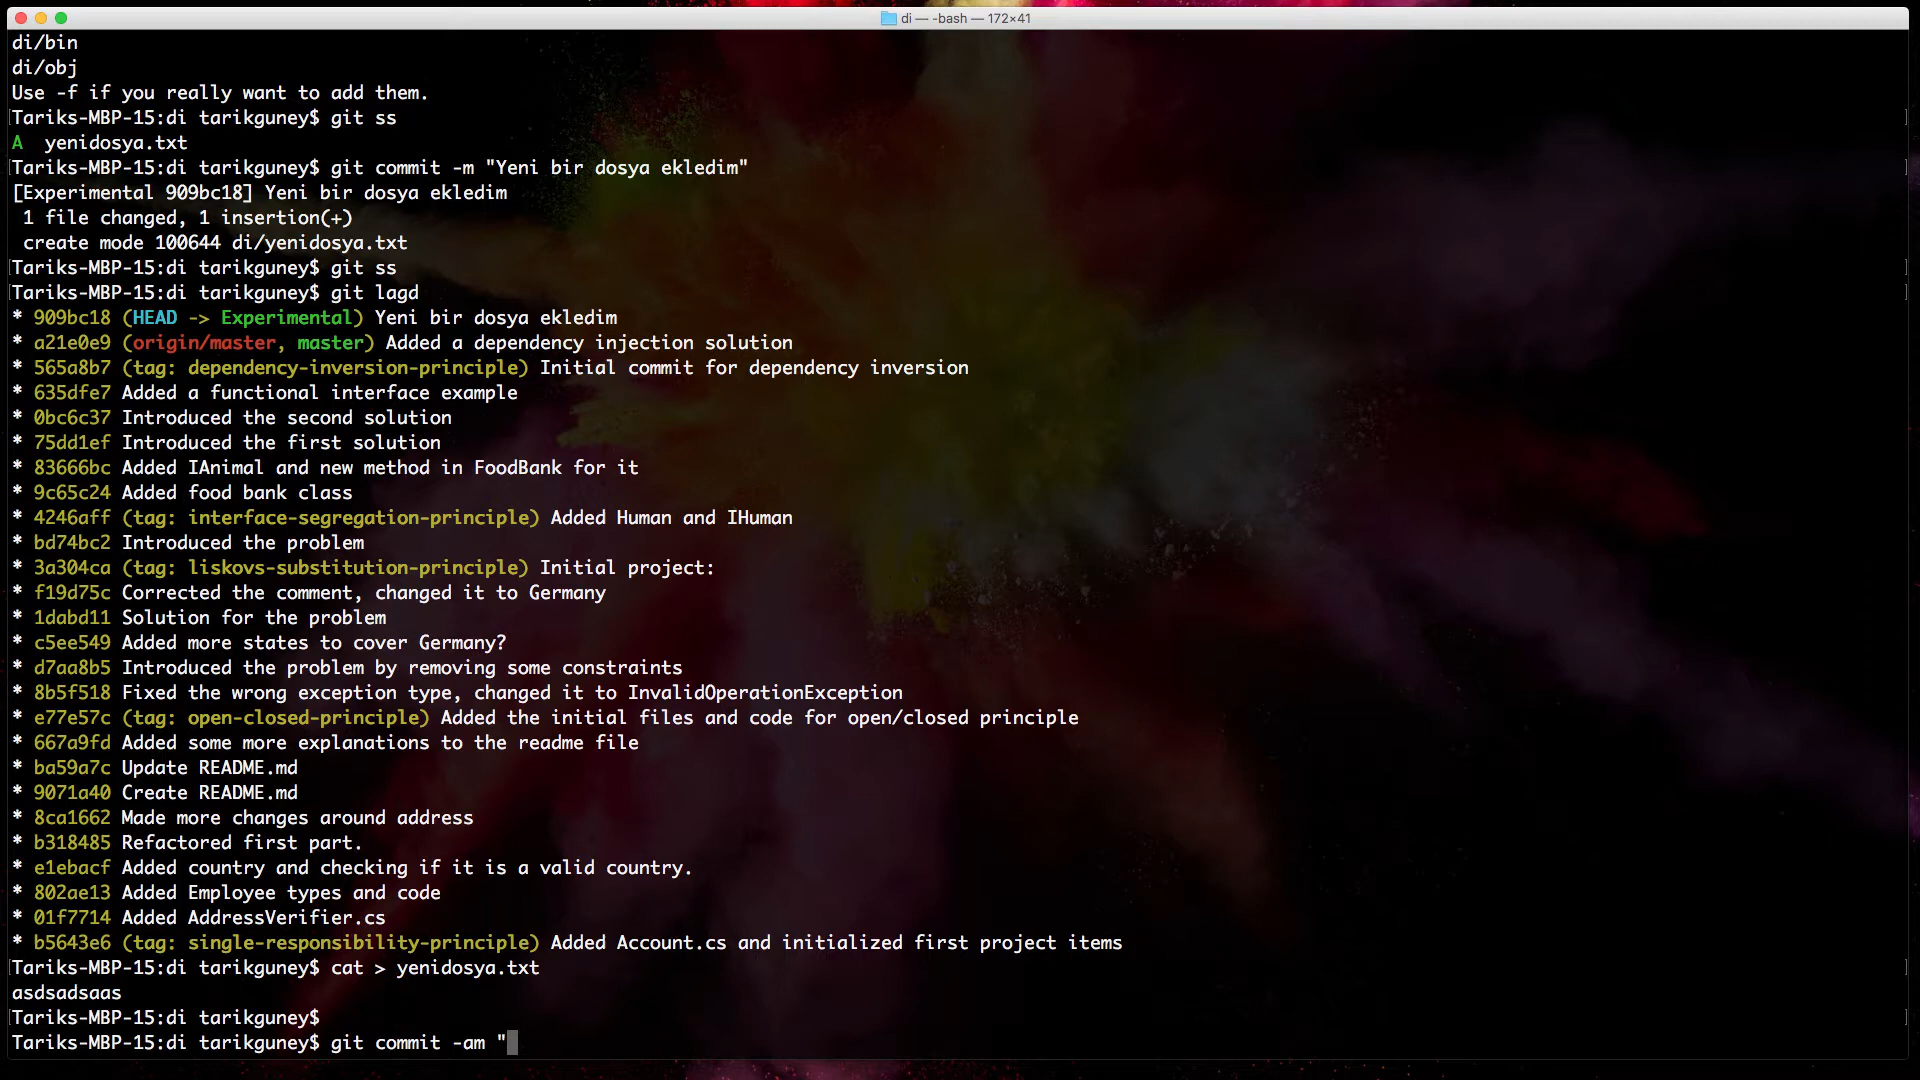 di — -bash — 172×41
di/bin
di/obj
Use -f if you really want to add them.
[Tariks-MBP-15:di tarikguney$ git ss ]
A  yenidosya.txt
[Tariks-MBP-15:di tarikguney$ git commit -m "Yeni bir dosya ekledim" ]
[Experimental 909bc18] Yeni bir dosya ekledim
 1 file changed, 1 insertion(+)
 create mode 100644 di/yenidosya.txt
[Tariks-MBP-15:di tarikguney$ git ss ]
[Tariks-MBP-15:di tarikguney$ git lagd ]
* 909bc18 (HEAD -> Experimental) Yeni bir dosya ekledim
* a21e0e9 (origin/master, master) Added a dependency injection solution
* 565a8b7 (tag: dependency-inversion-principle) Initial commit for dependency inversion
* 635dfe7 Added a functional interface example
* 0bc6c37 Introduced the second solution
* 75dd1ef Introduced the first solution
* 83666bc Added IAnimal and new method in FoodBank for it
* 9c65c24 Added food bank class
* 4246aff (tag: interface-segregation-principle) Added Human and IHuman
* bd74bc2 Introduced the problem
* 3a304ca (tag: liskovs-substitution-principle) Initial project:
* f19d75c Corrected the comment, changed it to Germany
* 1dabd11 Solution for the problem
* c5ee549 Added more states to cover Germany?
* d7aa8b5 Introduced the problem by removing some constraints
* 8b5f518 Fixed the wrong exception type, changed it to InvalidOperationException
* e77e57c (tag: open-closed-principle) Added the initial files and code for open/closed principle
* 667a9fd Added some more explanations to the readme file
* ba59a7c Update README.md
* 9071a40 Create README.md
* 8ca1662 Made more changes around address
* b318485 Refactored first part.
* e1ebacf Added country and checking if it is a valid country.
* 802ae13 Added Employee types and code
* 01f7714 Added AddressVerifier.cs
* b5643e6 (tag: single-responsibility-principle) Added Account.cs and initialized first project items
[Tariks-MBP-15:di tarikguney$ cat > yenidosya.txt ]
asdsadsaas
[Tariks-MBP-15:di tarikguney$ ]
Tariks-MBP-15:di tarikguney$ git commit -am "